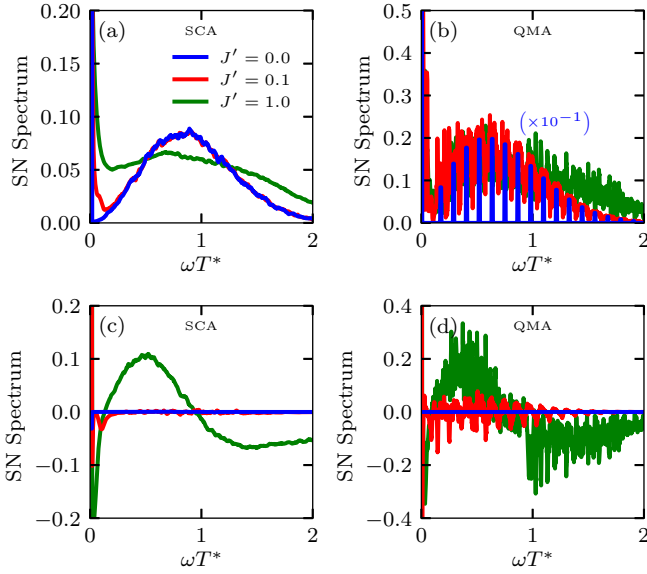 (a) SCA
J′ = 0.0
J′ = 0.1
J′ = 1.0
SN Spectrum
0.20
0.15
0.10
0.05
0.00
0 1 2
ωT*
(b) QMA
(×10−1)
SN Spectrum
0.5
0.4
0.3
0.2
0.1
0.0
0 1 2
ωT*
(c) SCA
SN Spectrum
0.2
0.1
0.0
−0.1
−0.2
0 1 2
ωT*
(d) QMA
SN Spectrum
0.4
0.2
0.0
−0.2
−0.4
0 1 2
ωT*